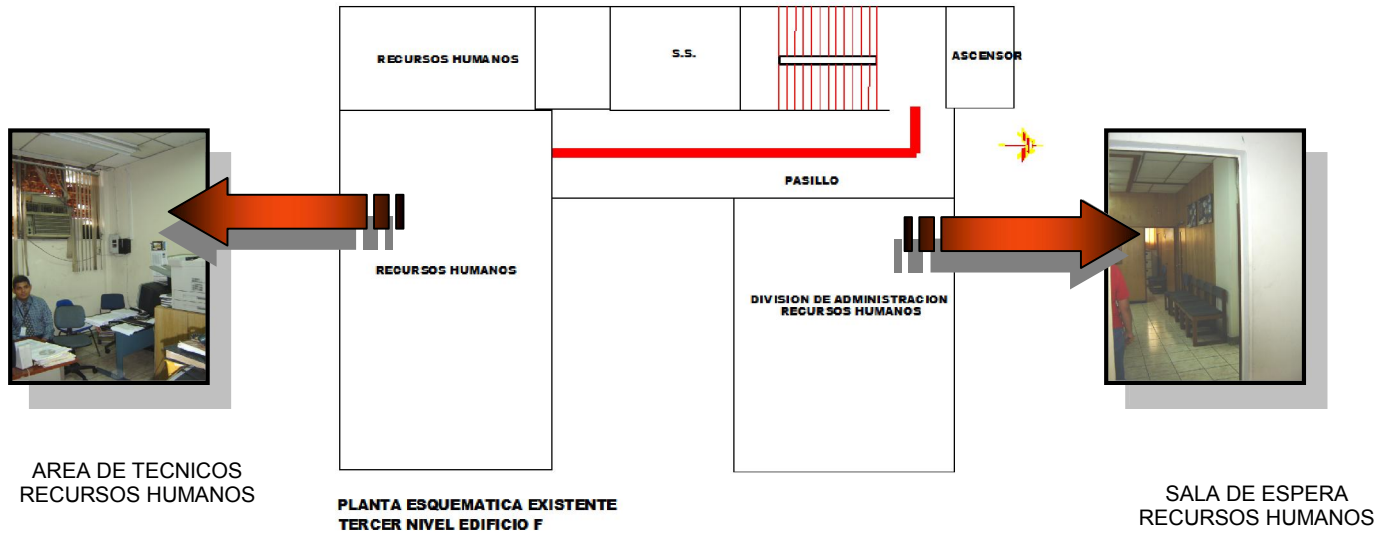 RECURSOS HUMANOS
S.S.
ASCENSOR
PASILLO
RECURSOS HUMANOS
DIVISION DE ADMINISTRACION
RECURSOS HUMANOS
AREA DE TECNICOS
RECURSOS HUMANOS
PLANTA ESQUEMATICA EXISTENTE
TERCER NIVEL EDIFICIO F
SALA DE ESPERA
RECURSOS HUMANOS